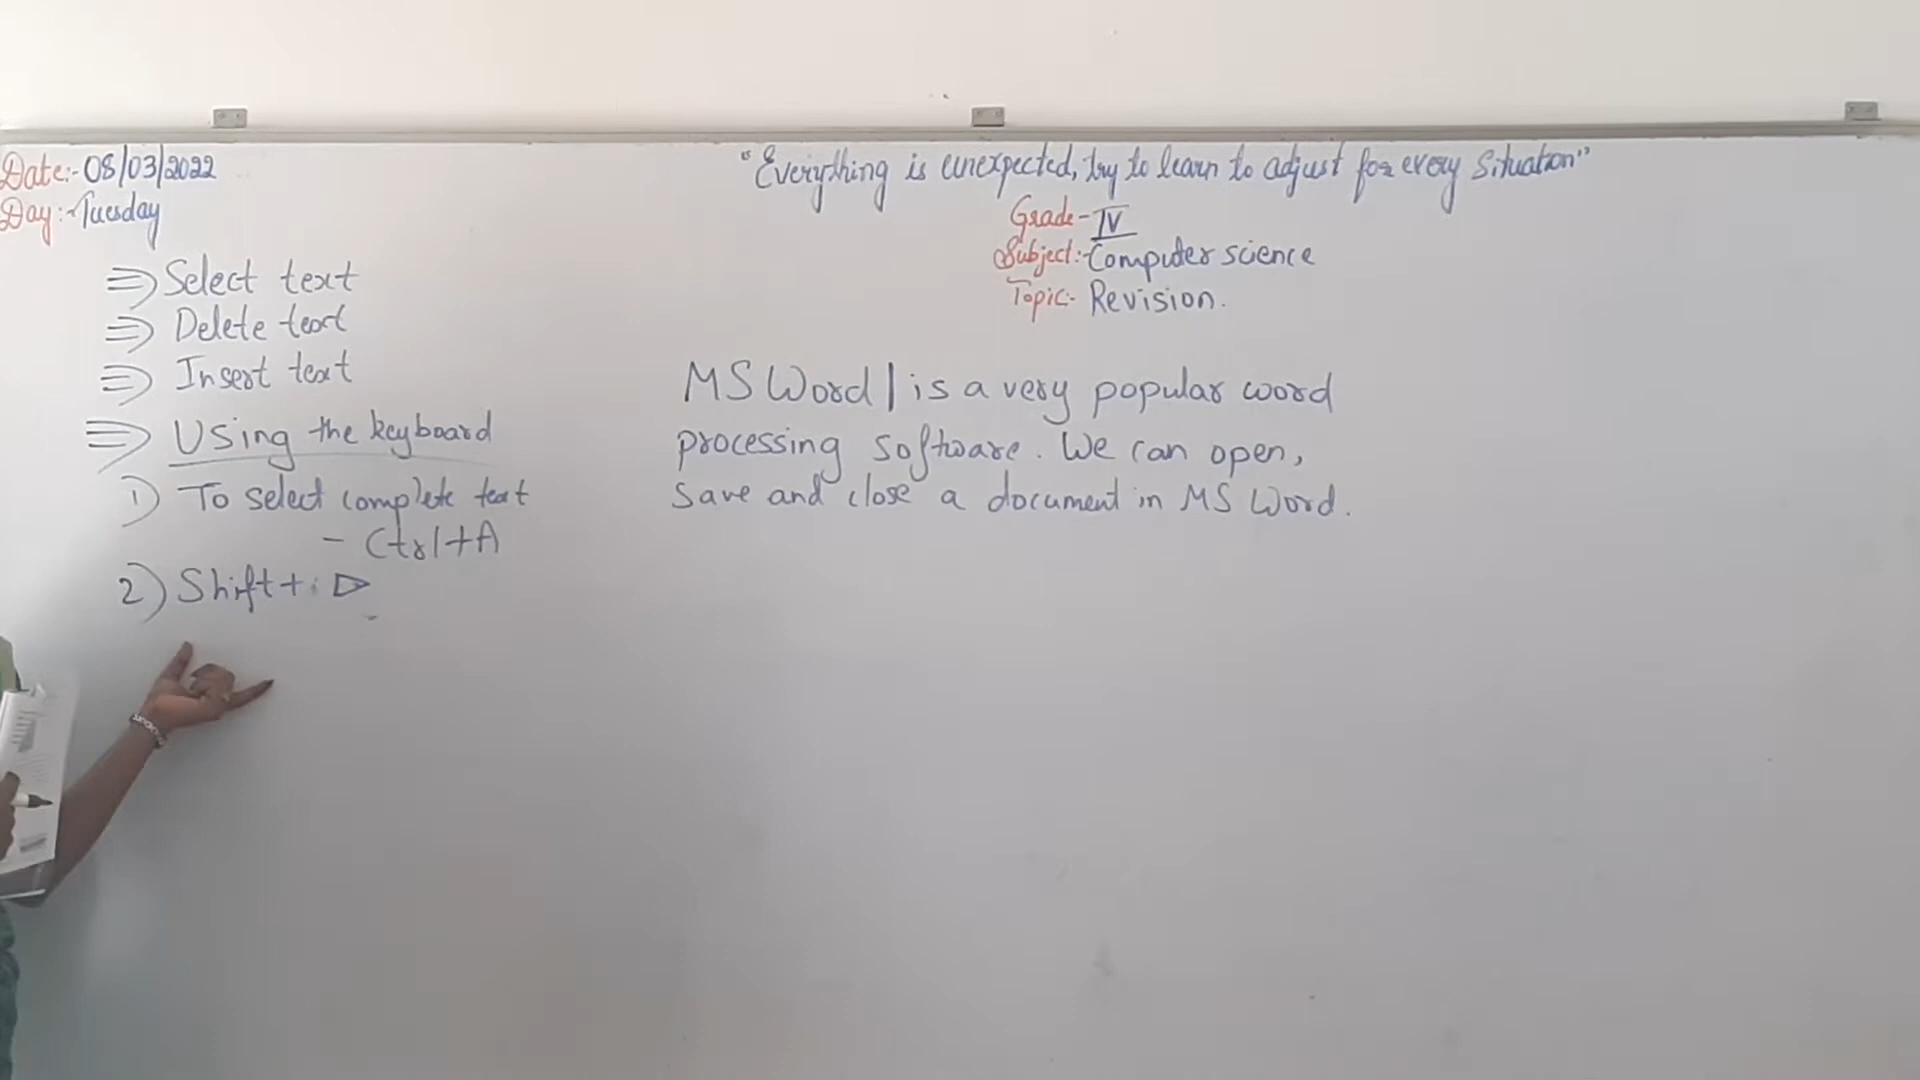 Date:- 08/03/2022
Day:- Tuesday
"Everything is unexpected, try to learn to adjust for every situation"
Grade- IV
Subject:- Computer science
Topic:- Revision.
⇒ Select text
⇒ Delete text
⇒ Insert text
⇒ Using the keyboard
1) To select complete text
- Ctrl+A
2) Shift+ ▷
MS Word| is a very popular word
processing software. We can open,
save and close a document in MS Word.